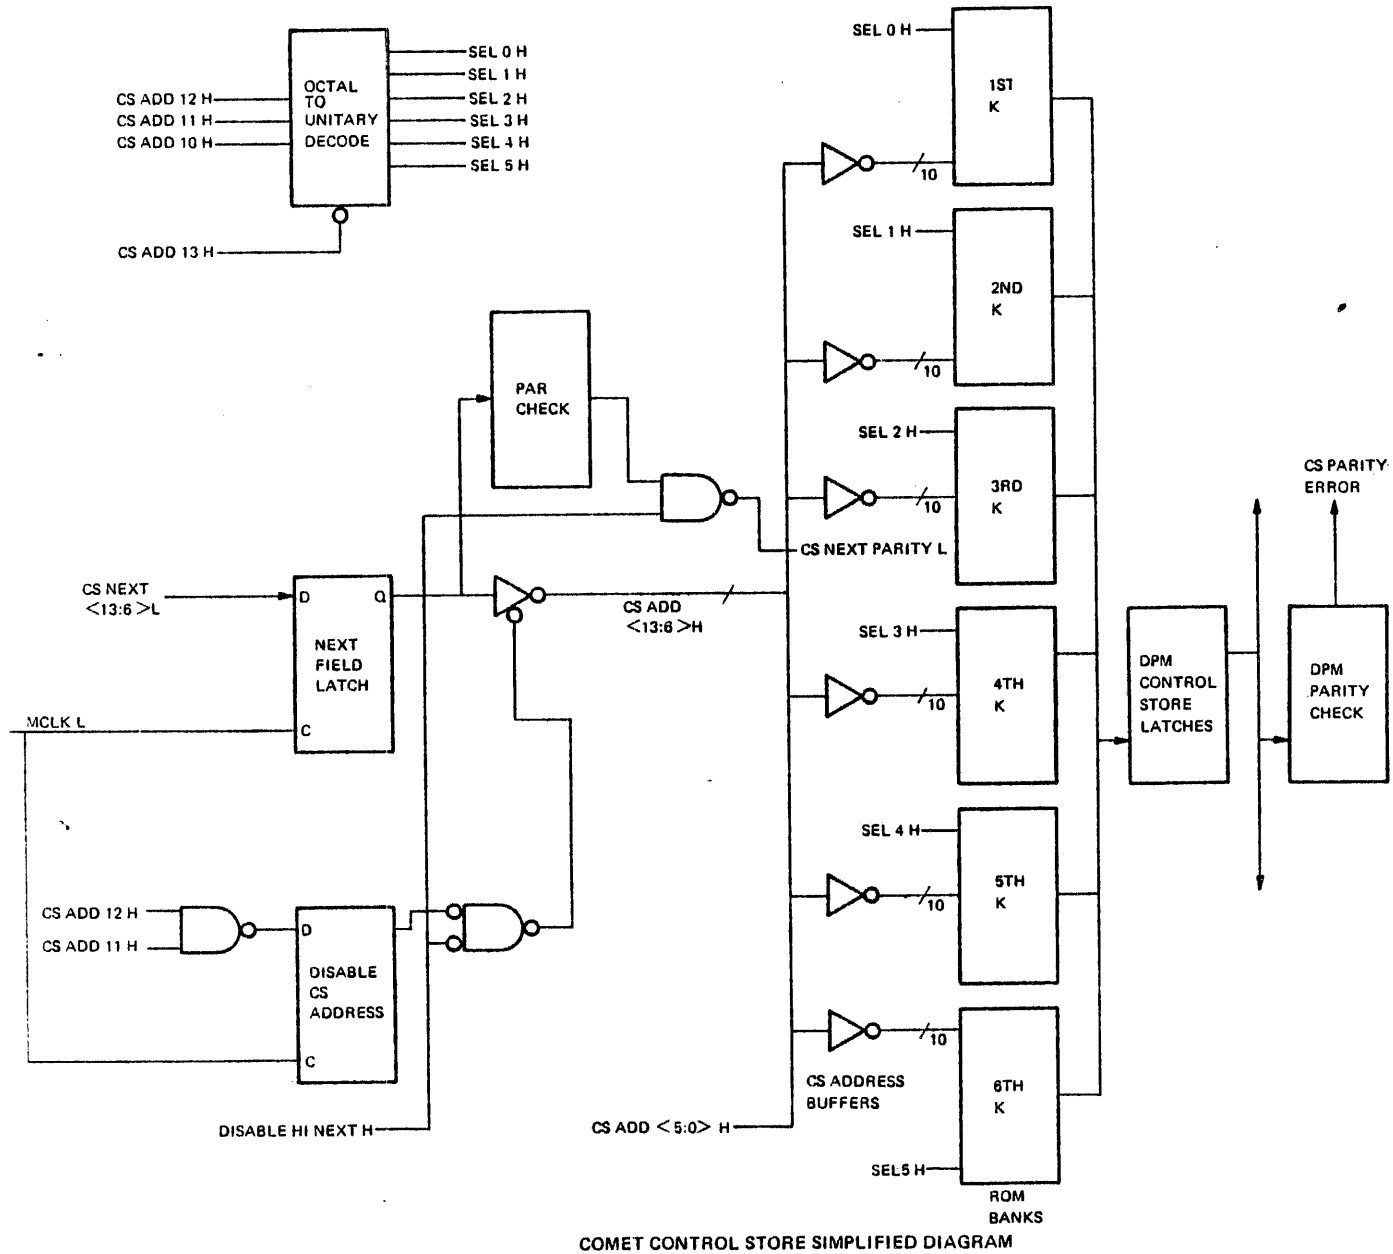 SEL 0 H
SEL 1 H
SEL 2 H
SEL 3 H
SEL 4 H
SEL 5 H
OCTAL
TO
UNITARY
DECODE
CS ADD 12 H
CS ADD 11 H
CS ADD 10 H
CS ADD 13 H
SEL 0 H
1ST
K
10
SEL 1 H
2ND
K
10
PAR
CHECK
SEL 2 H
3RD
K
10
CS NEXT PARITY L
CS PARITY
ERROR
CS NEXT
<13:6>L
D
Q
NEXT
FIELD
LATCH
C
MCLK L
CS ADD
<13:6>H
SEL 3 H
4TH
K
10
DPM
CONTROL
STORE
LATCHES
DPM
PARITY
CHECK
SEL 4 H
5TH
K
10
CS ADD 12 H
CS ADD 11 H
D
DISABLE
CS
ADDRESS
C
10
6TH
K
CS ADDRESS
BUFFERS
DISABLE HI NEXT H
CS ADD <5:0> H
SEL5 H
ROM
BANKS
COMET CONTROL STORE SIMPLIFIED DIAGRAM